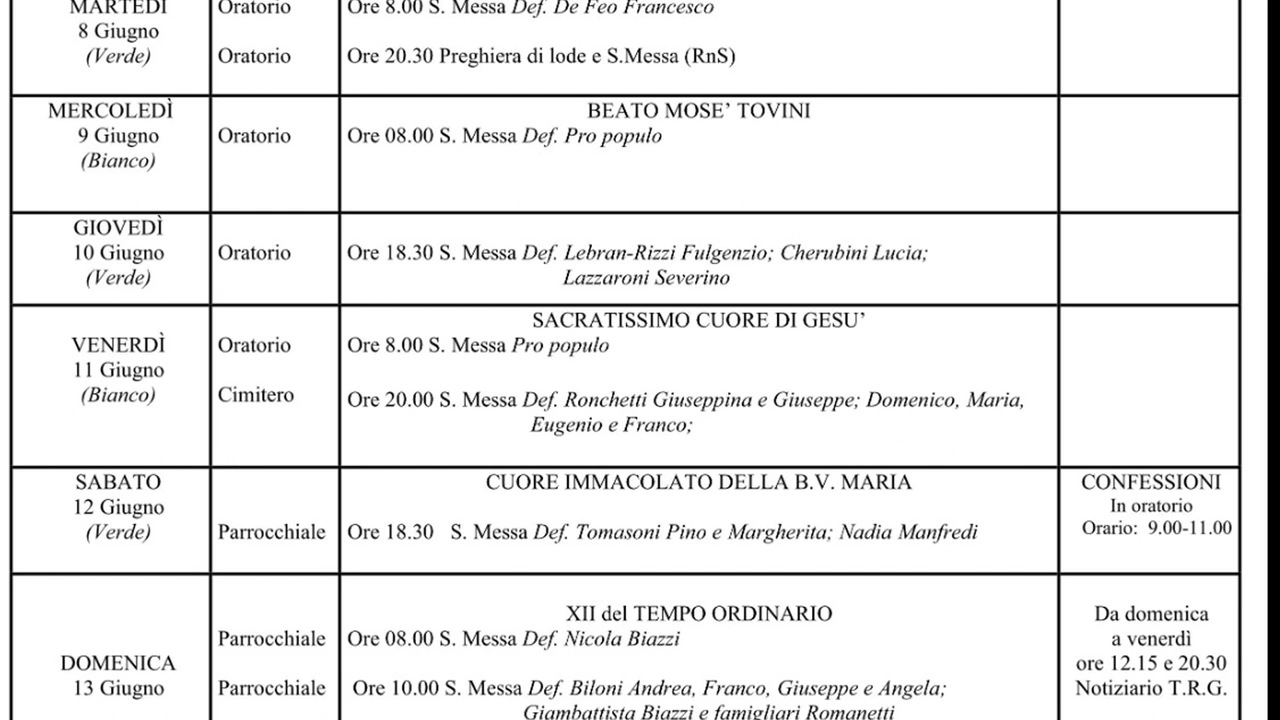 MARTEDÌ Oratorio Ore 8.00 S. Messa Def. De Feo Francesco
8 Giugno
(Verde) Oratorio Ore 20.30 Preghiera di lode e S.Messa (RnS)
MERCOLEDÌ BEATO MOSE’ TOVINI
9 Giugno Oratorio Ore 08.00 S. Messa Def. Pro populo
(Bianco)
GIOVEDÌ
10 Giugno Oratorio Ore 18.30 S. Messa Def. Lebran-Rizzi Fulgenzio; Cherubini Lucia;
(Verde) Lazzaroni Severino
SACRATISSIMO CUORE DI GESU’
VENERDÌ Oratorio Ore 8.00 S. Messa Pro populo
11 Giugno
(Bianco) Cimitero Ore 20.00 S. Messa Def. Ronchetti Giuseppina e Giuseppe; Domenico, Maria,
Eugenio e Franco;
SABATO CUORE IMMACOLATO DELLA B.V. MARIA CONFESSIONI
12 Giugno In oratorio
(Verde) Parrocchiale Ore 18.30 S. Messa Def. Tomasoni Pino e Margherita; Nadia Manfredi Orario: 9.00-11.00
XII del TEMPO ORDINARIO Da domenica
Parrocchiale Ore 08.00 S. Messa Def. Nicola Biazzi a venerdì
DOMENICA ore 12.15 e 20.30
13 Giugno Parrocchiale Ore 10.00 S. Messa Def. Biloni Andrea, Franco, Giuseppe e Angela; Notiziario T.R.G.
Giambattista Biazzi e famigliari Romanetti